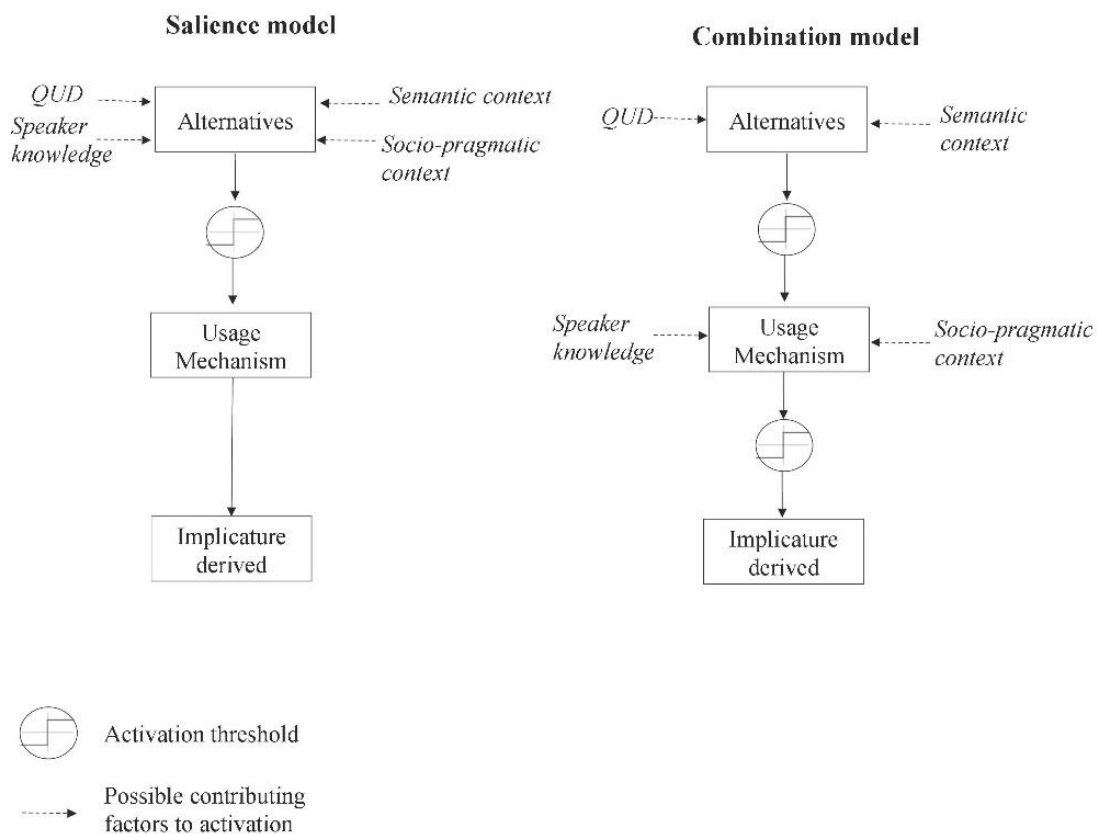 Salience model
QUD
Speaker
knowledge
Alternatives
Semantic context
Socio-pragmatic
context
Usage
Mechanism
Implicature
derived
Combination model
QUD
Alternatives
Semantic
context
Speaker
knowledge
Usage
Mechanism
Socio-pragmatic
context
Implicature
derived
Activation threshold
Possible contributing
factors to activation